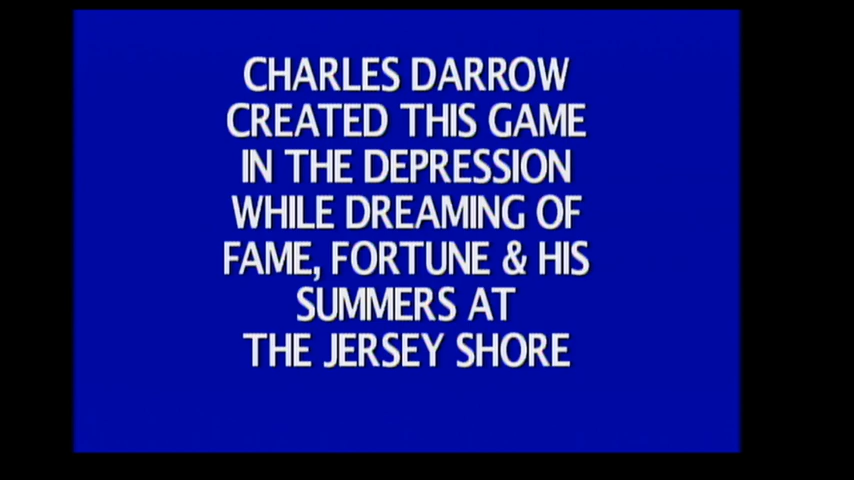 CHARLES DARROW
CREATED THIS GAME
IN THE DEPRESSION
WHILE DREAMING OF
FAME, FORTUNE & HIS
SUMMERS AT
THE JERSEY SHORE